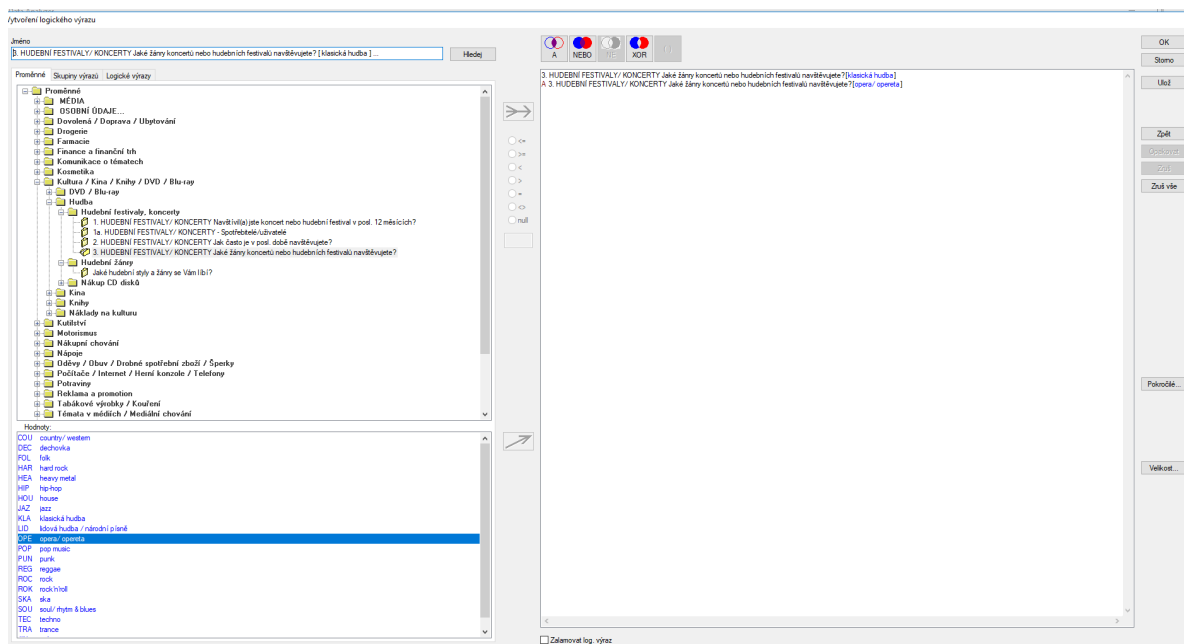 Vytvoření logického výrazu
Jméno
3. HUDEBNÍ FESTIVALY/ KONCERTY Jaké žánry koncertů nebo hudebních festivalů navštěvujete? [ klasická hudba ] ...
Hledej
Proměnné
Skupiny výrazů
Logické výrazy
Proměnné
MÉDIA
OSOBNÍ ÚDAJE...
Dovolená / Doprava / Ubytování
Drogerie
Farmacie
Finance a finanční trh
Komunikace o tématech
Kosmetika
Kultura / Kina / Knihy / DVD / Blu-ray
DVD / Blu-ray
Hudba
Hudební festivaly, koncerty
1. HUDEBNÍ FESTIVALY/ KONCERTY Navštívil(a) jste koncert nebo hudební festival v posl. 12 měsících?
1a. HUDEBNÍ FESTIVALY/ KONCERTY - Spotřebitelé/uživatelé
2. HUDEBNÍ FESTIVALY/ KONCERTY Jak často je v posl. době navštěvujete?
3. HUDEBNÍ FESTIVALY/ KONCERTY Jaké žánry koncertů nebo hudebních festivalů navštěvujete?
Hudební žánry
Jaké hudební styly a žánry se Vám líbí?
Nákup CD disků
Kina
Knihy
Náklady na kulturu
Kutilství
Motorismus
Nákupní chování
Nápoje
Oděvy / Obuv / Drobné spotřební zboží / Šperky
Počítače / Internet / Herní konzole / Telefony
Potraviny
Reklama a promotion
Tabákové výrobky / Kouření
Témata v médiích / Mediální chování
Hodnoty:
COU country/ western
DEC dechovka
FOL folk
HAR hard rock
HEA heavy metal
HIP hip-hop
HOU house
JAZ jazz
KLA klasická hudba
LID lidová hudba / národní písně
OPE opera/ opereta
POP pop music
PUN punk
REG reggae
ROC rock
ROK rock'n'roll
SKA ska
SOU soul/ rhytm & blues
TEC techno
TRA trance
<=
>=
<
>
=
<>
null
A
NEBO
NE
XOR
()
3. HUDEBNÍ FESTIVALY/ KONCERTY Jaké žánry koncertů nebo hudebních festivalů navštěvujete?[klasická hudba]
A 3. HUDEBNÍ FESTIVALY/ KONCERTY Jaké žánry koncertů nebo hudebních festivalů navštěvujete?[opera/ opereta]
Zalamovat log. výraz
OK
Storno
Ulož
Zpět
Opakovat
Zruš
Zruš vše
Pokročilé...
Velikost...